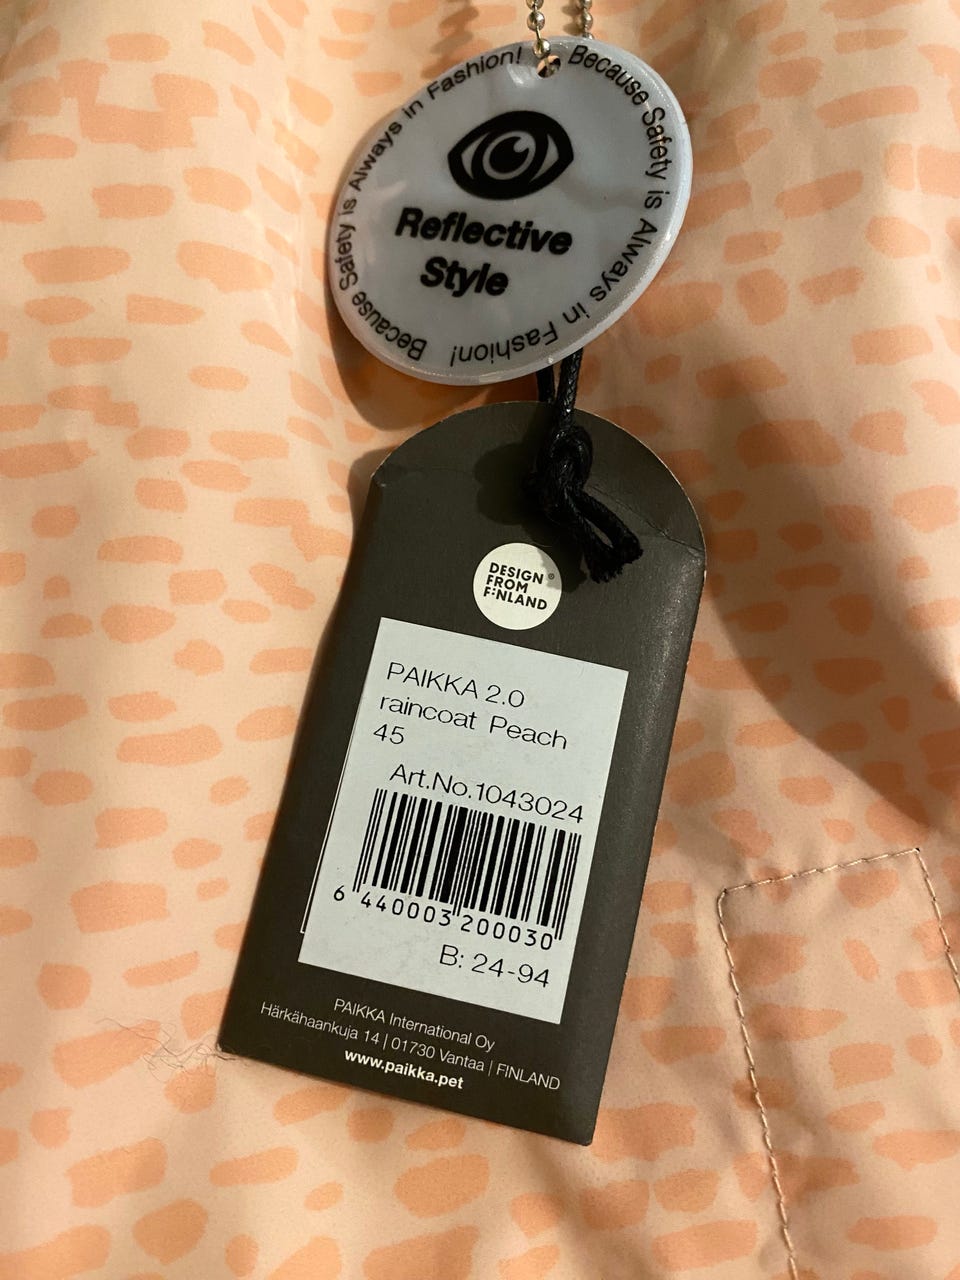 Because Safety is Always in Fashion!
Because Safety is Always in Fashion!
Reflective
Style
DESIGN ®
FROM
FINLAND
PAIKKA 2.0
raincoat Peach
45
Art.No.1043024
6 440003 200030
B: 24-94
PAIKKA International Oy
Härkähaankuja 14 | 01730 Vantaa | FINLAND
www.paikka.pet